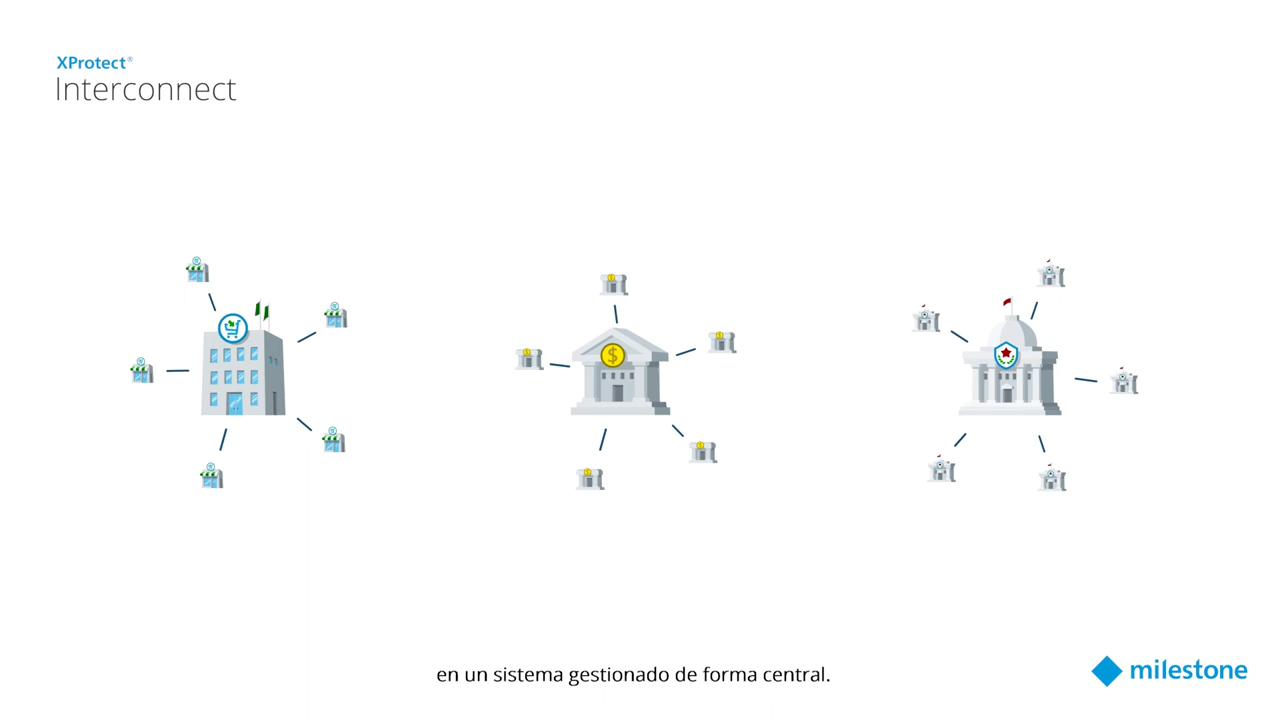 XProtect®
Interconnect
en un sistema gestionado de forma central.
milestone